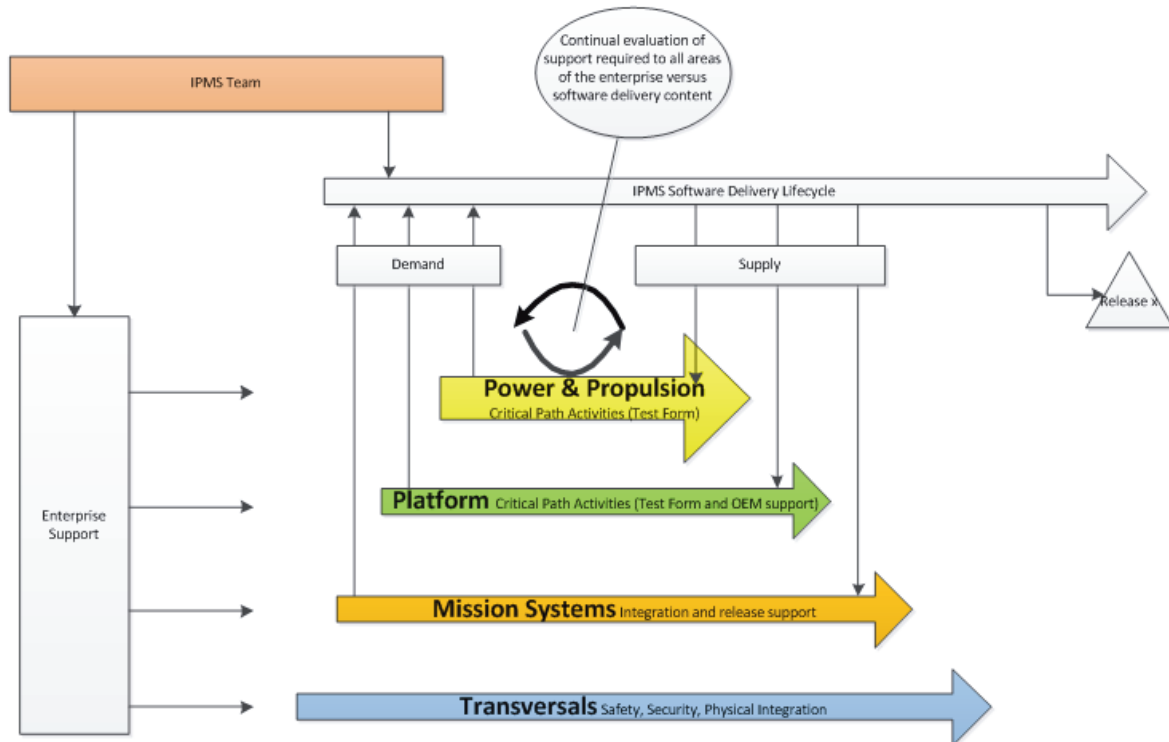 Continual evaluation of
support required to all areas
of the enterprise versus
software delivery content
IPMS Team
IPMS Software Delivery Lifecycle
Demand
Supply
Release x
Power & Propulsion
Critical Path Activities (Test Form)
Platform Critical Path Activities (Test Form and OEM support)
Enterprise
Support
Mission Systems Integration and release support
Transversals Safety, Security, Physical Integration